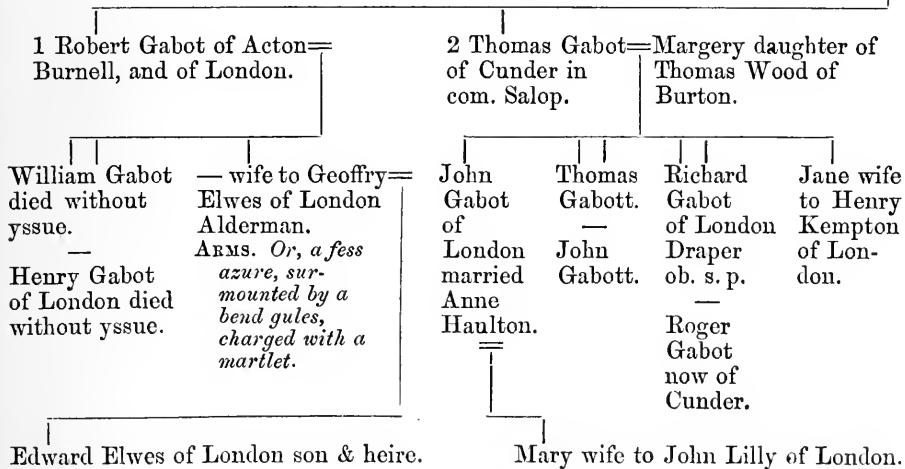 1 Robert Gabot of Acton=
Burnell, and of London.
2 Thomas Gabot=Margery daughter of
of Cunder in
com. Salop.
Thomas Wood of
Burton.
William Gabot
died without
yssue.
—
Henry Gabot
of London died
without yssue.
— wife to Geoffry=
Elwes of London
Alderman.
ARMS. Or, a fess
azure, sur-
mounted by a
bend gules,
charged with a
martlet.
John
Gabot
of
London
married
Anne
Haulton.
=
Thomas
Gabott.
—
John
Gabott.
Richard
Gabot
of London
Draper
ob. s. p.
—
Roger
Gabot
now of
Cunder.
Jane wife
to Henry
Kempton
of Lon-
don.
Edward Elwes of London son & heire.
Mary wife to John Lilly of London.